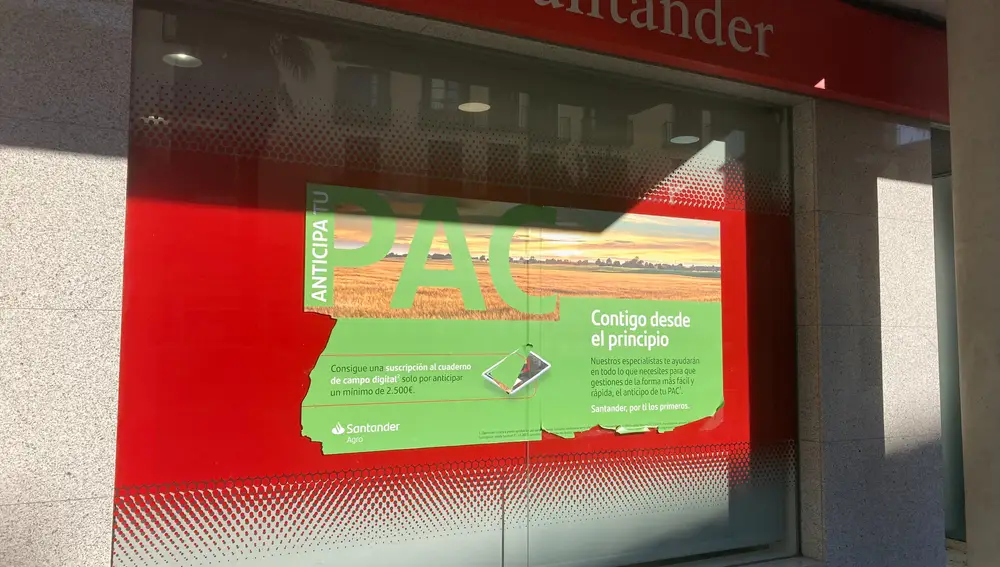 Santander
ANTICIPA TU
PAC
Contigo desde
el principio
Nuestros especialistas te ayudarán
en todo lo que necesites para que
gestiones de la forma más fácil y
rápida, el anticipo de tu PAC¹.
Santander, por ti los primeros.
Consigue una suscripción al cuaderno
de campo digital* solo por anticipar
un mínimo de 2.500€.
Santander
Agro